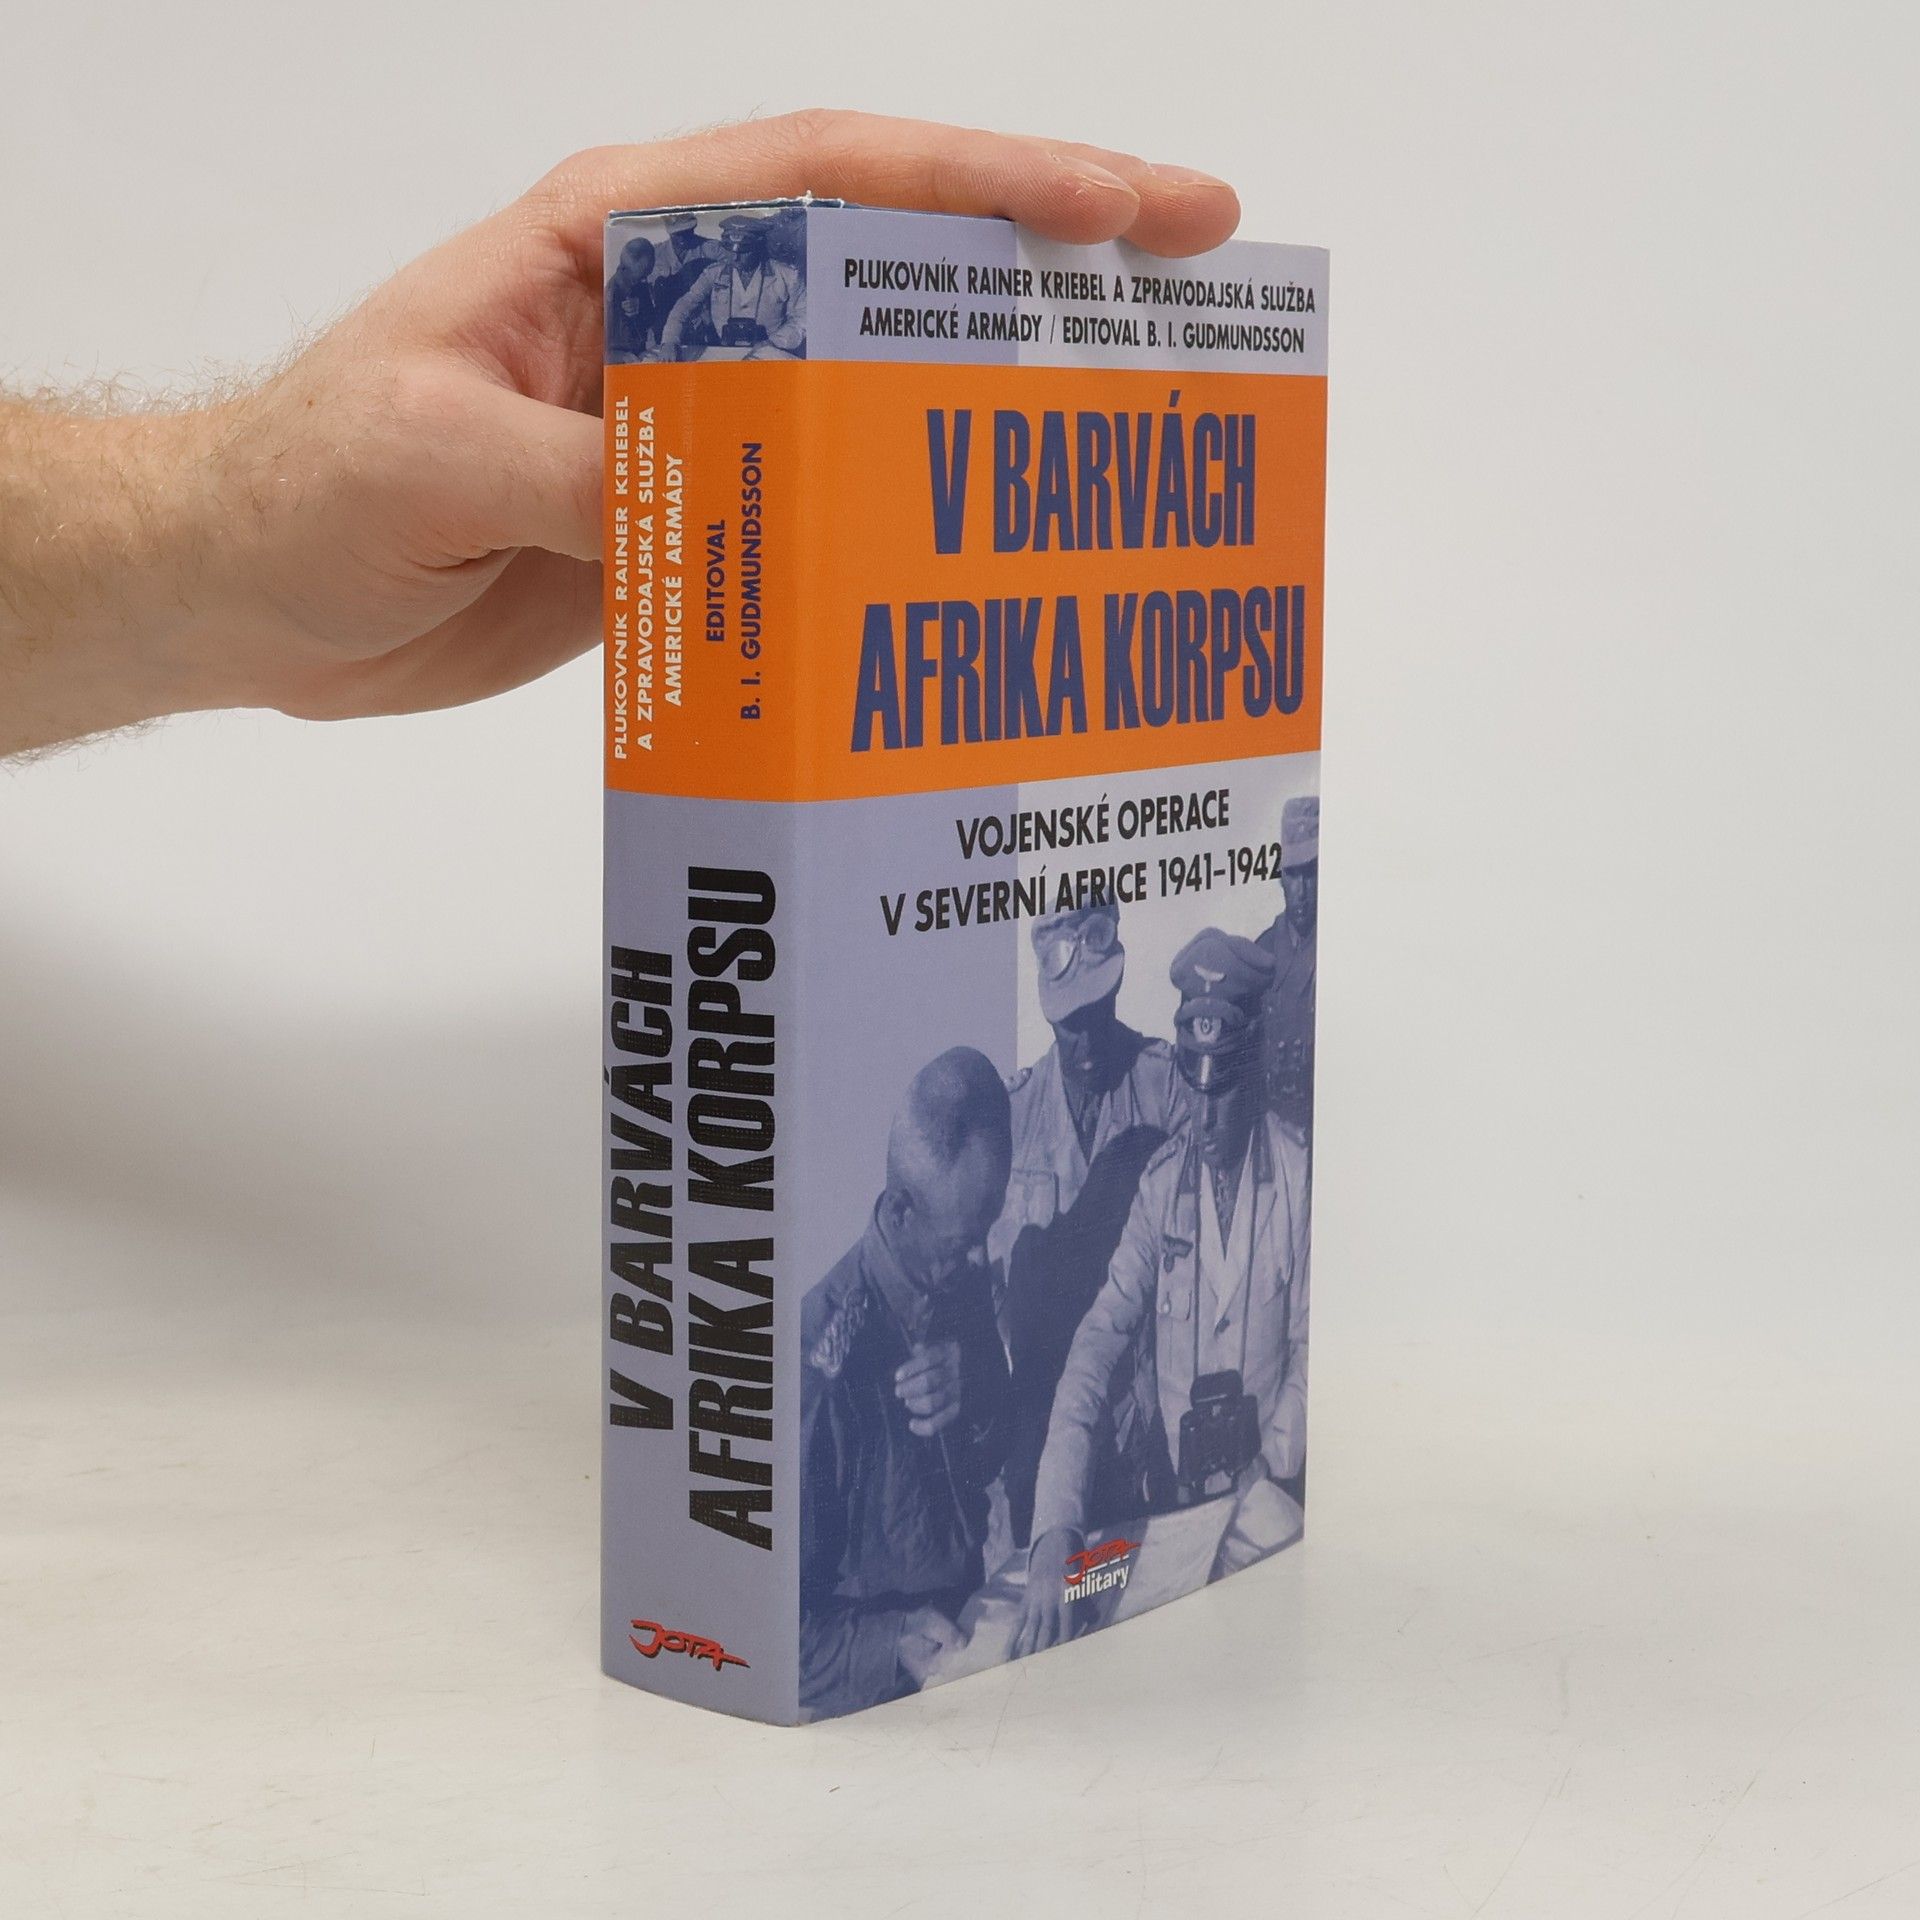 PLUKOVNÍK RAINER KRIEBEL A ZPRAVODAJSKÁ SLUŽBA
AMERICKÉ ARMÁDY / EDITOVAL B. I. GUDMUNDSSON
V BARVÁCH
AFRIKA KORPSU
VOJENSKÉ OPERACE
V SEVERNÍ AFRICE 1941–1942
JOTA
military
PLUKOVNÍK RAINER KRIEBEL
A ZPRAVODAJSKÁ SLUŽBA
AMERICKÉ ARMÁDY
EDITOVAL
B. I. GUDMUNDSSON
V BARVÁCH
AFRIKA KORPSU
JOTA